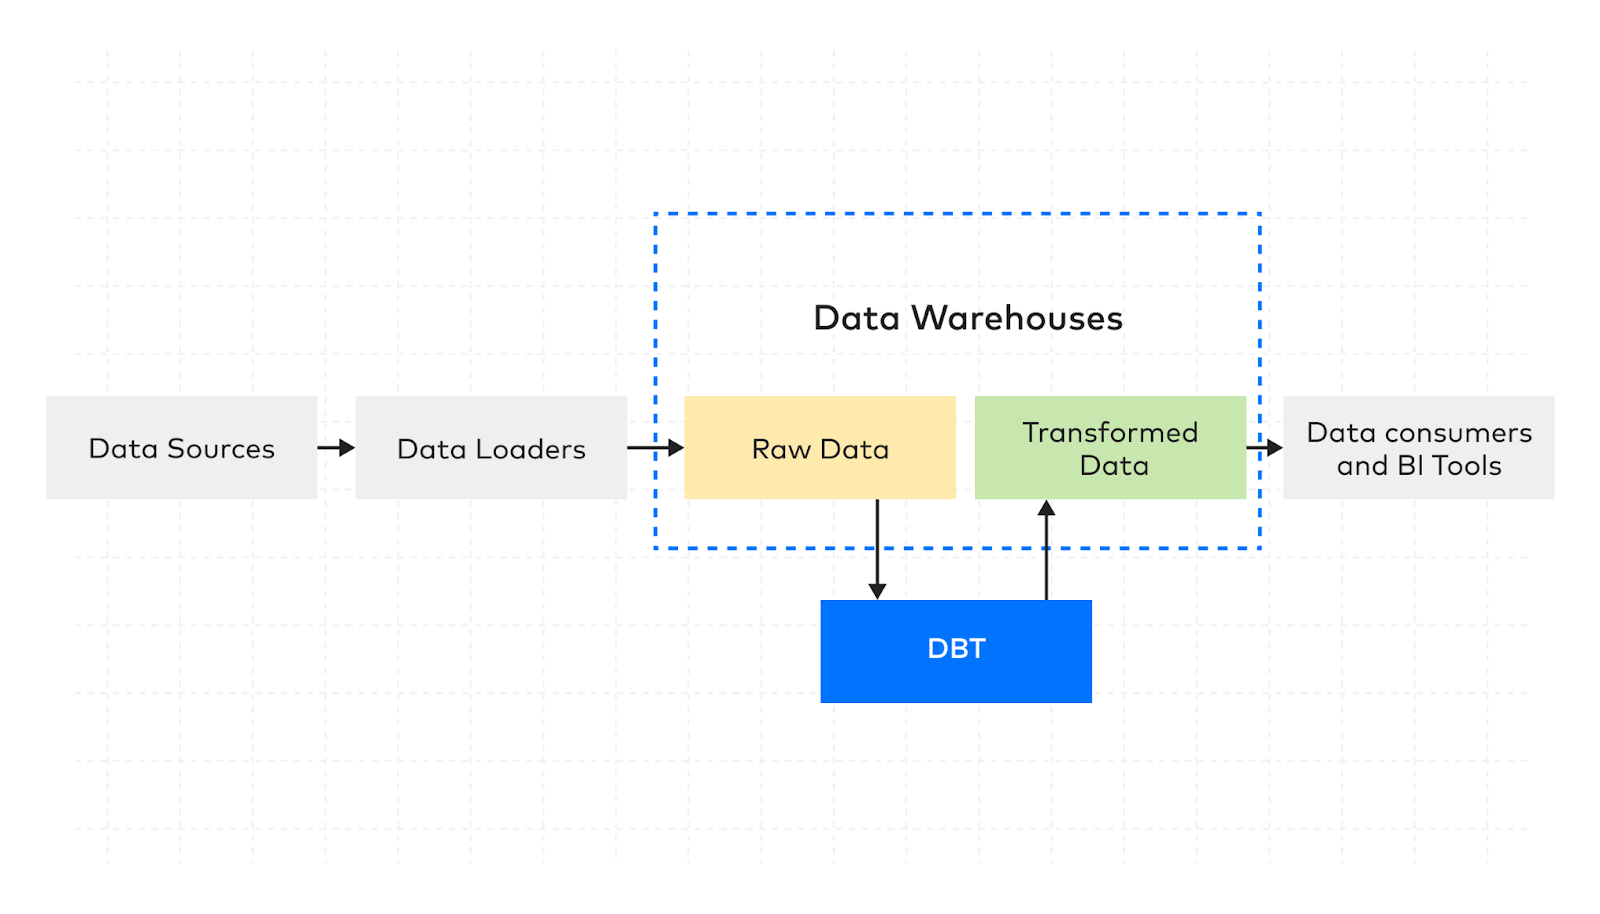 Data Warehouses
Data Sources
Data Loaders
Raw Data
Transformed
Data
Data consumers
and BI Tools
DBT